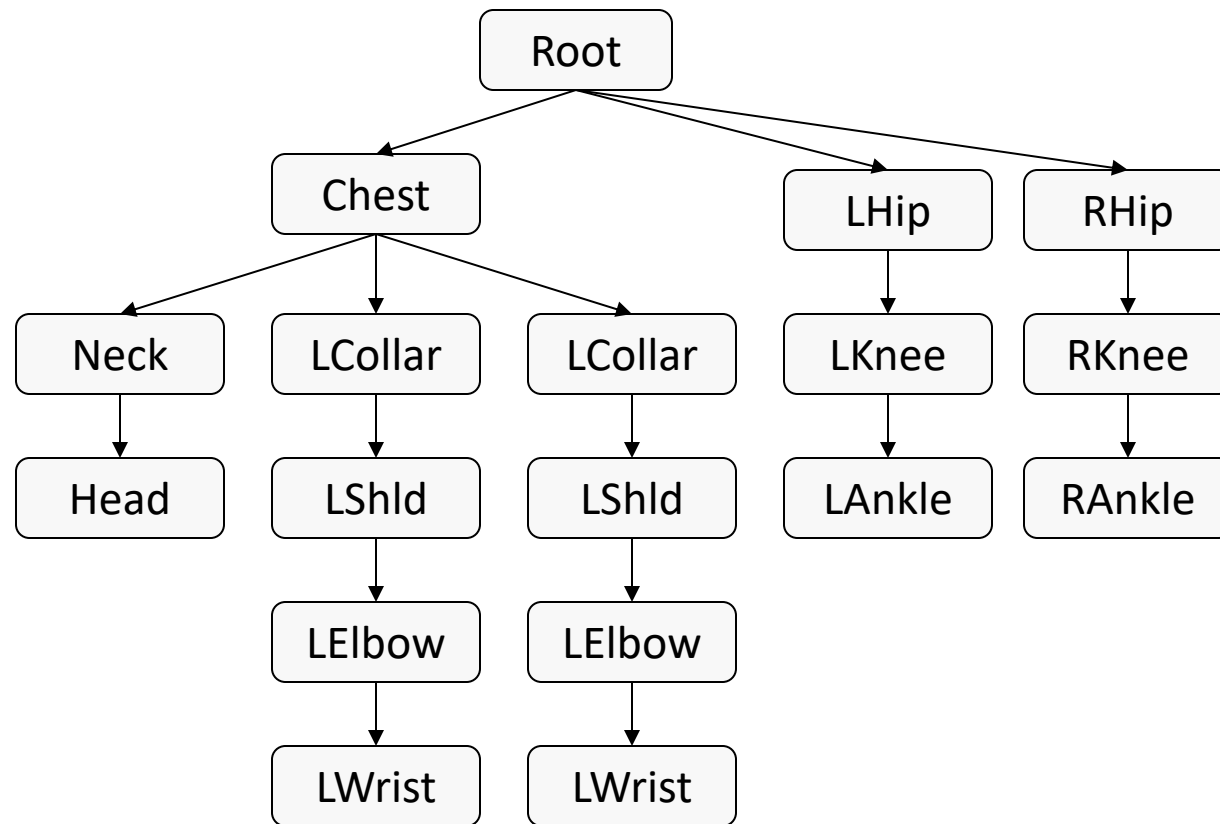 Root
Chest
LHip
RHip
Neck
LCollar
LCollar
LKnee
RKnee
Head
LShld
LShld
LAnkle
RAnkle
LElbow
LElbow
LWrist
LWrist